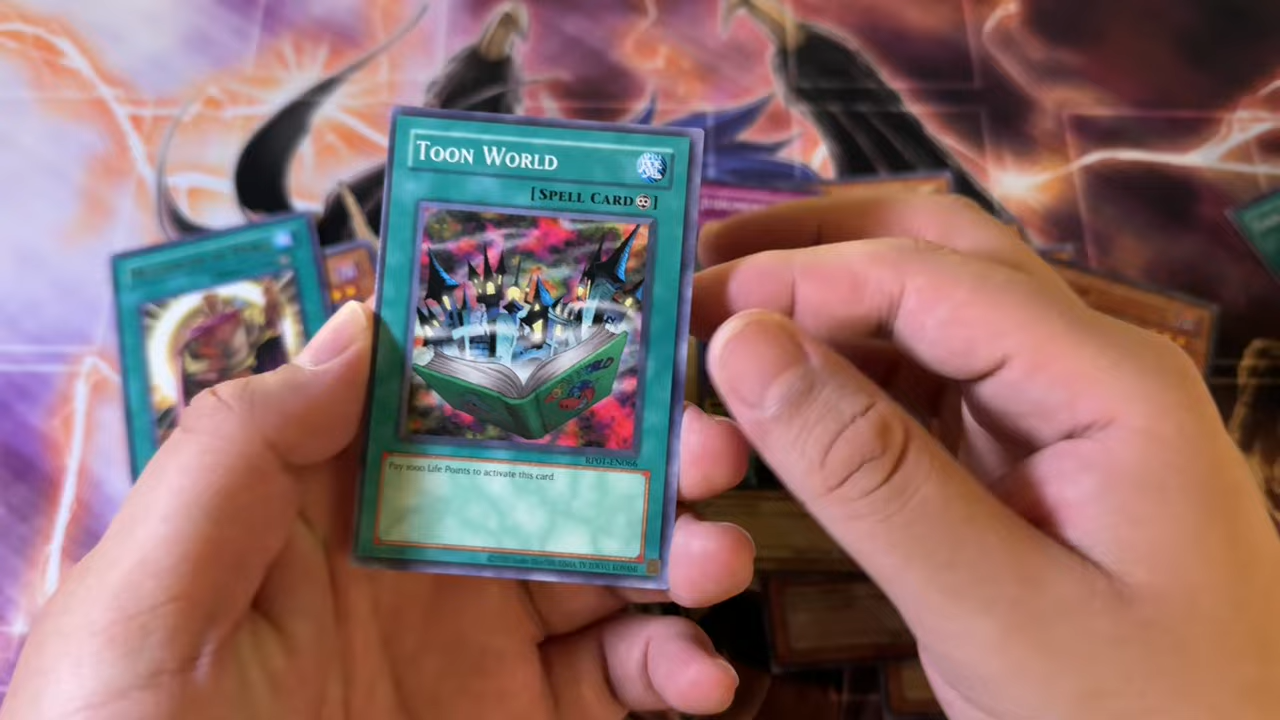 TOON WORLD
[ SPELL CARD ]
RP01-EN066
Pay 1000 Life Points to activate this card.